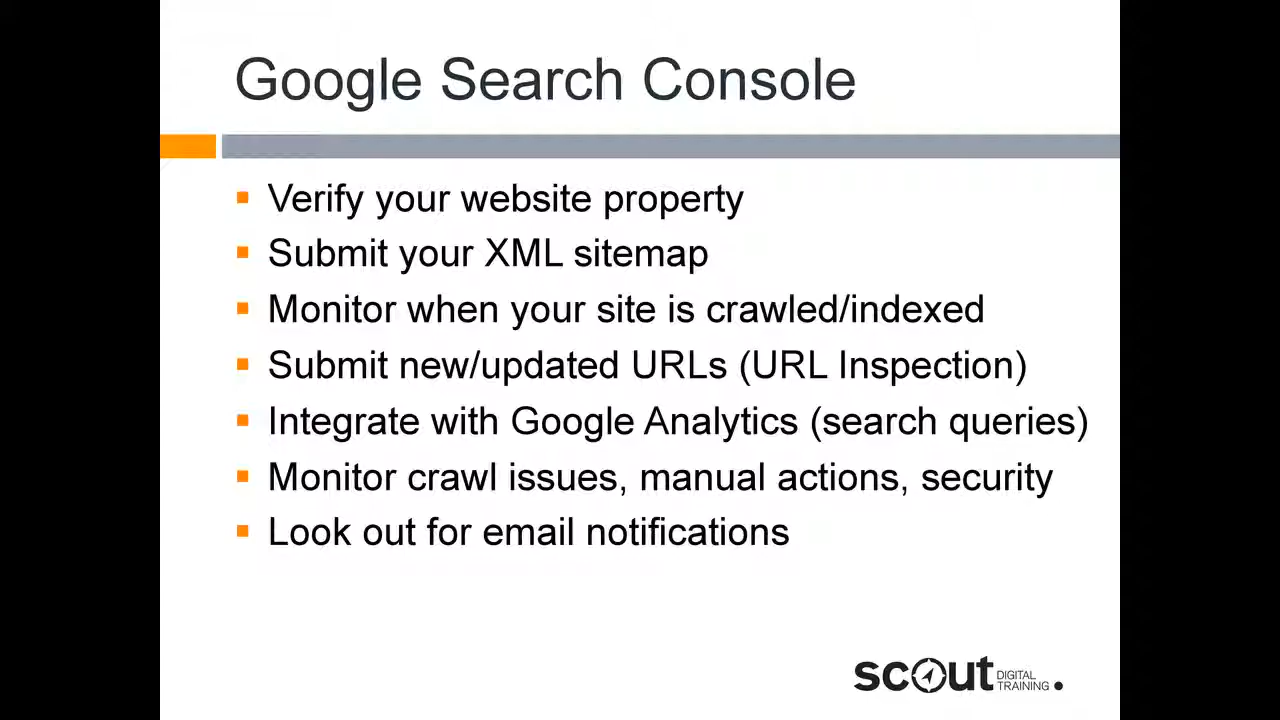 Google Search Console
Verify your website property
Submit your XML sitemap
Monitor when your site is crawled/indexed
Submit new/updated URLs (URL Inspection)
Integrate with Google Analytics (search queries)
Monitor crawl issues, manual actions, security
Look out for email notifications
scout DIGITAL
TRAINING